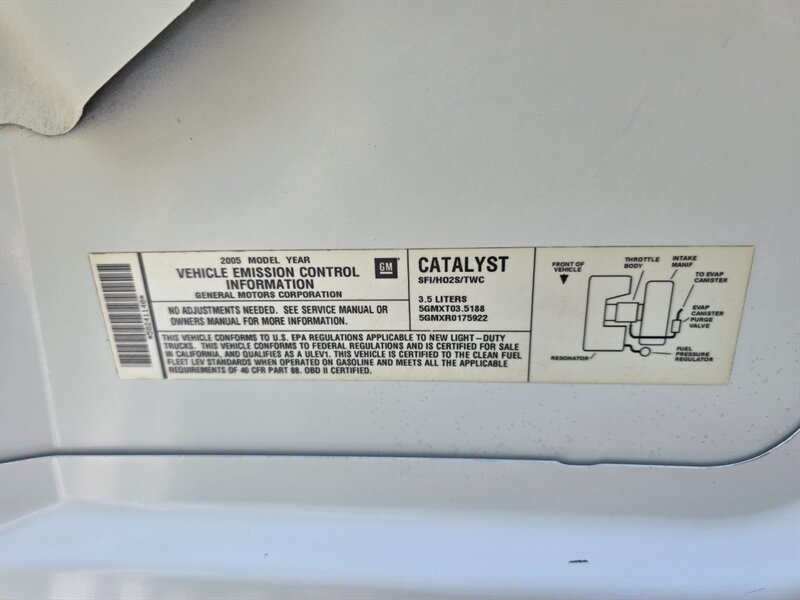 2005 MODEL YEAR
VEHICLE EMISSION CONTROL
INFORMATION
GENERAL MOTORS CORPORATION
GM
NO ADJUSTMENTS NEEDED. SEE SERVICE MANUAL OR
OWNERS MANUAL FOR MORE INFORMATION.
CATALYST
SFI/HO2S/TWC
3.5 LITERS
5GMXT03.5188
5GMXR0175922
THIS VEHICLE CONFORMS TO U.S. EPA REGULATIONS APPLICABLE TO NEW LIGHT-DUTY
TRUCKS. THIS VEHICLE CONFORMS TO FEDERAL REGULATIONS AND IS CERTIFIED FOR SALE
IN CALIFORNIA, AND QUALIFIES AS A ULEV1. THIS VEHICLE IS CERTIFIED TO THE CLEAN FUEL
FLEET LEV STANDARDS WHEN OPERATED ON GASOLINE AND MEETS ALL THE APPLICABLE
REQUIREMENTS OF 40 CFR PART 88. OBD II CERTIFIED.
FRONT OF
VEHICLE
THROTTLE
BODY
INTAKE
MANIF
TO EVAP
CANISTER
EVAP
CANISTER
PURGE
VALVE
FUEL
PRESSURE
REGULATOR
RESONATOR